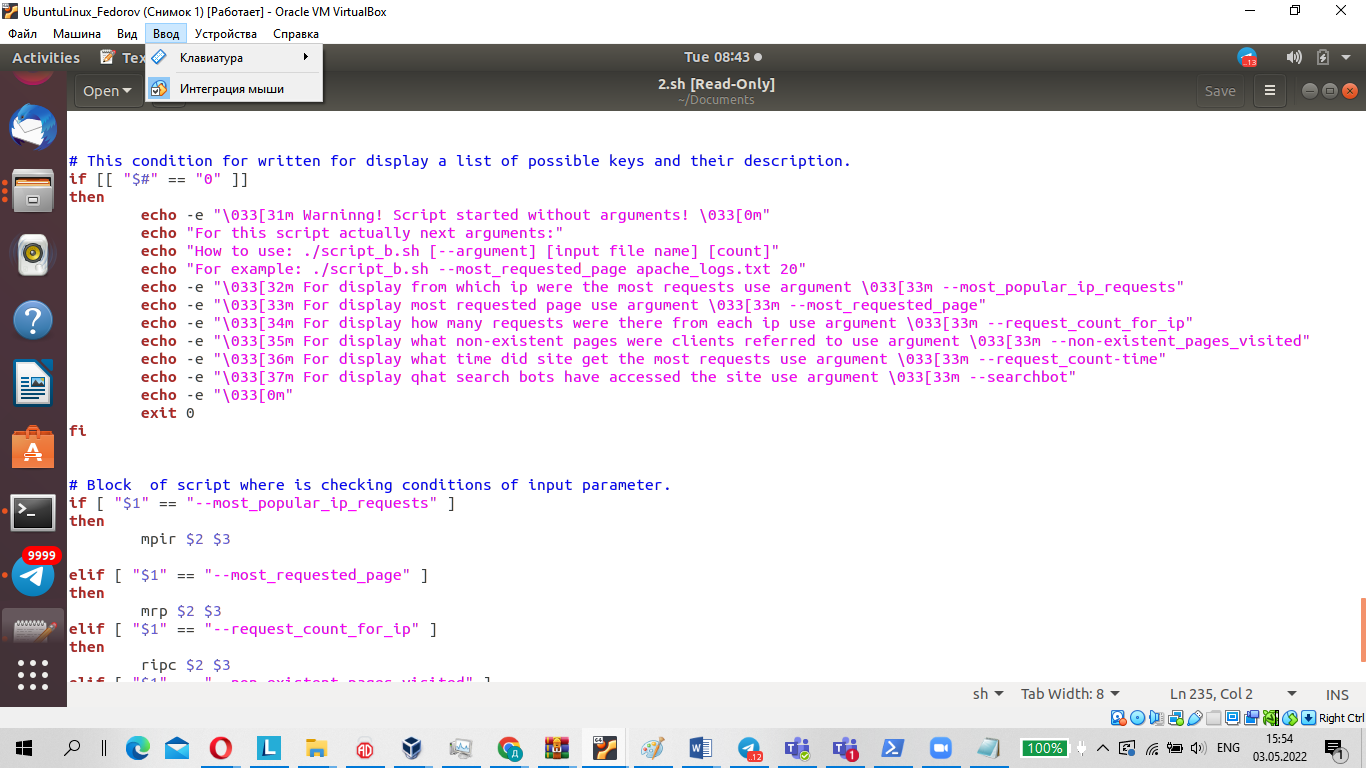 UbuntuLinux_Fedorov (Снимок 1) [Работает] - Oracle VM VirtualBox
Файл Машина Вид Ввод Устройства Справка
Клавиатура
Интеграция мыши
Activities Tex Tue 08:43 13
Open 2.sh [Read-Only] Save
~/Documents
# This condition for written for display a list of possible keys and their description.
if [[ "$#" == "0" ]]
then
echo -e "\033[31m Warninng! Script started without arguments! \033[0m"
echo "For this script actually next arguments:"
echo "How to use: ./script_b.sh [--argument] [input file name] [count]"
echo "For example: ./script_b.sh --most_requested_page apache_logs.txt 20"
echo -e "\033[32m For display from which ip were the most requests use argument \033[33m --most_popular_ip_requests"
echo -e "\033[33m For display most requested page use argument \033[33m --most_requested_page"
echo -e "\033[34m For display how many requests were there from each ip use argument \033[33m --request_count_for_ip"
echo -e "\033[35m For display what non-existent pages were clients referred to use argument \033[33m --non-existent_pages_visited"
echo -e "\033[36m For display what time did site get the most requests use argument \033[33m --request_count-time"
echo -e "\033[37m For display qhat search bots have accessed the site use argument \033[33m --searchbot"
echo -e "\033[0m"
exit 0
fi
# Block  of script where is checking conditions of input parameter.
if [ "$1" == "--most_popular_ip_requests" ]
then
mpir $2 $3
elif [ "$1" == "--most_requested_page" ]
then
mrp $2 $3
elif [ "$1" == "--request_count_for_ip" ]
then
ripc $2 $3
elif [ "$1" == "--non-existent_pages_visited" ]
9999
sh Tab Width: 8 Ln 235, Col 2 INS
Right Ctrl
100% ENG 15:54
03.05.2022